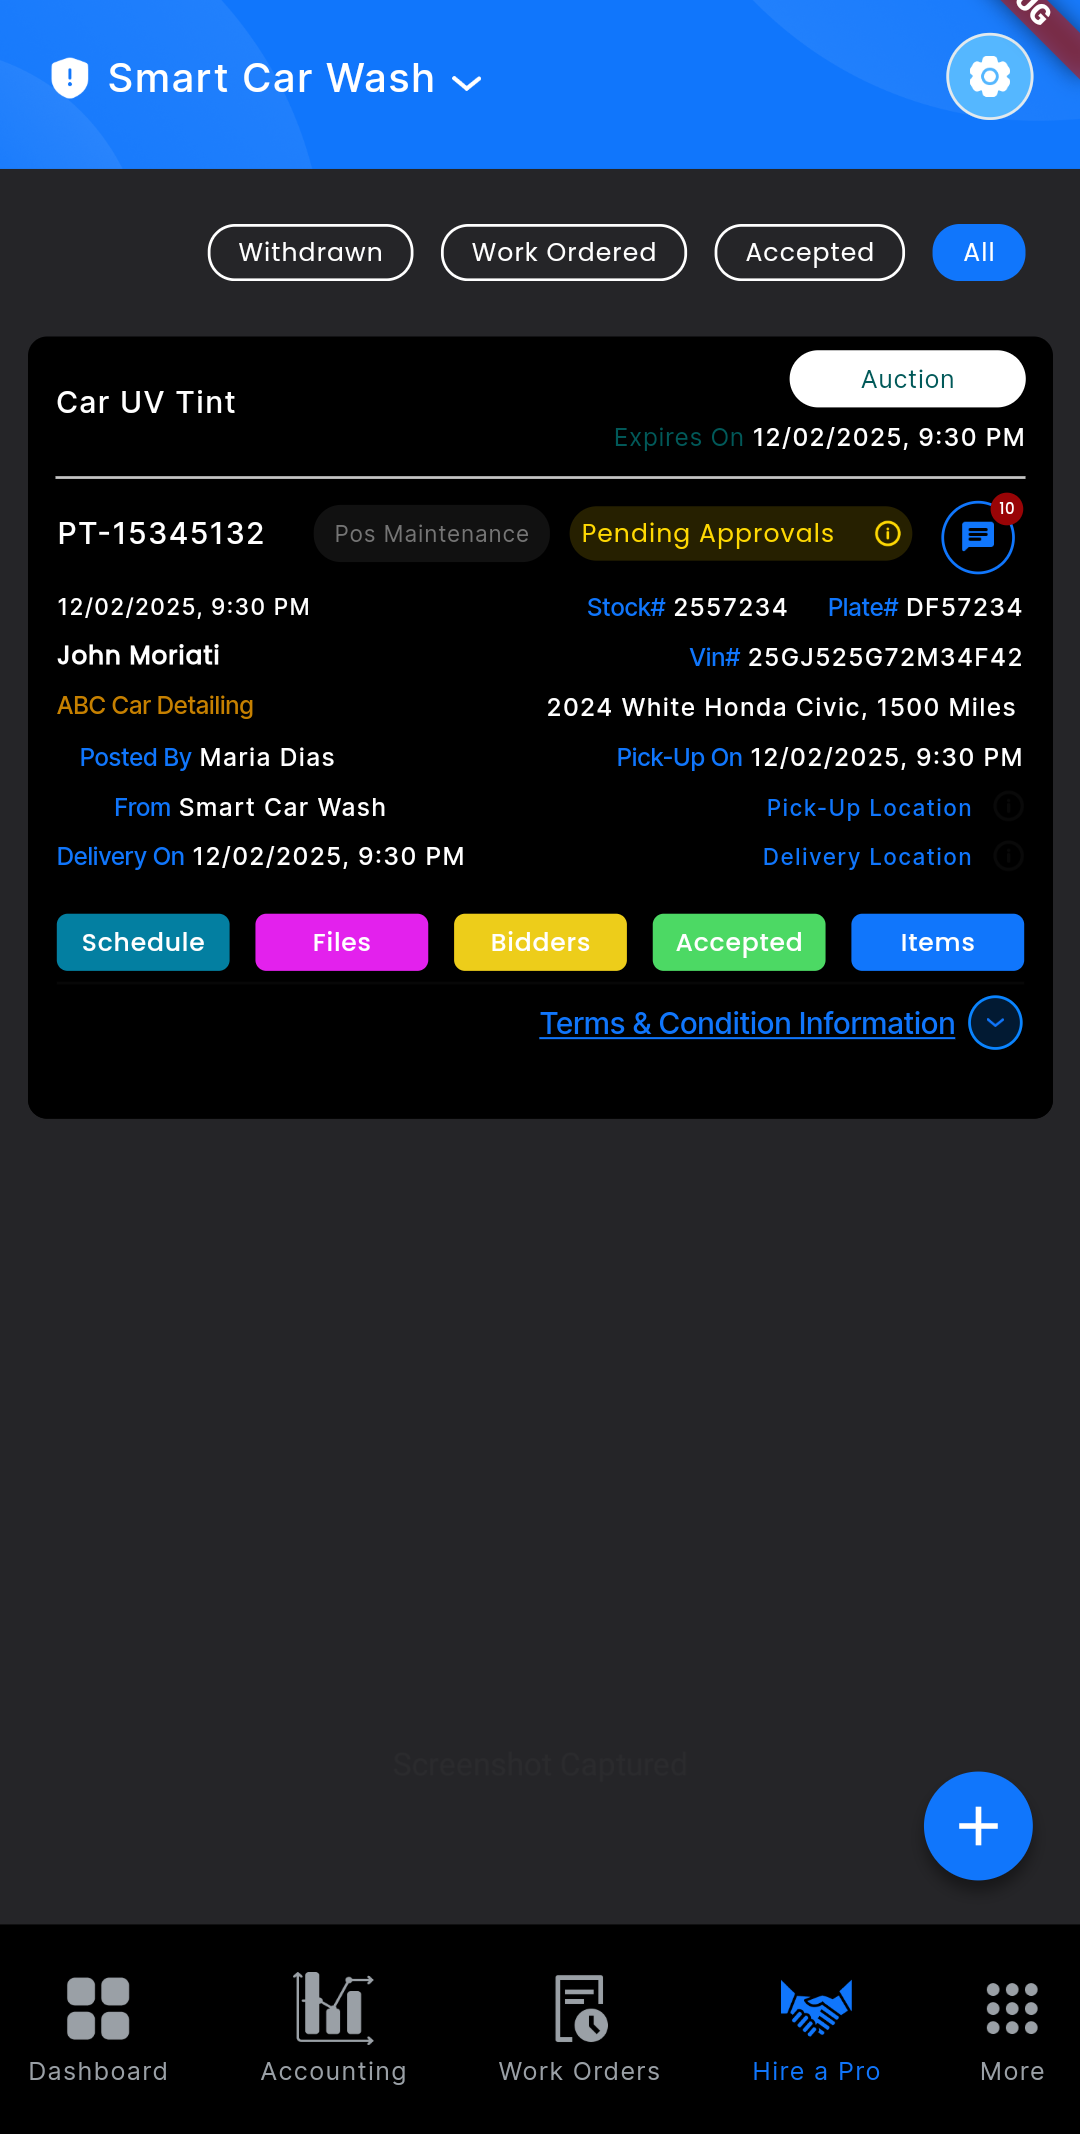 UG
Smart Car Wash
Withdrawn Work Ordered Accepted All
Auction
Car UV Tint
Expires On 12/02/2025, 9:30 PM
PT-15345132 Pos Maintenance Pending Approvals 10
12/02/2025, 9:30 PM Stock# 2557234 Plate# DF57234
John Moriati Vin# 25GJ525G72M34F42
ABC Car Detailing 2024 White Honda Civic, 1500 Miles
Posted By Maria Dias Pick-Up On 12/02/2025, 9:30 PM
From Smart Car Wash Pick-Up Location
Delivery On 12/02/2025, 9:30 PM Delivery Location
Schedule Files Bidders Accepted Items
Terms & Condition Information
Screenshot Captured
Dashboard Accounting Work Orders Hire a Pro More